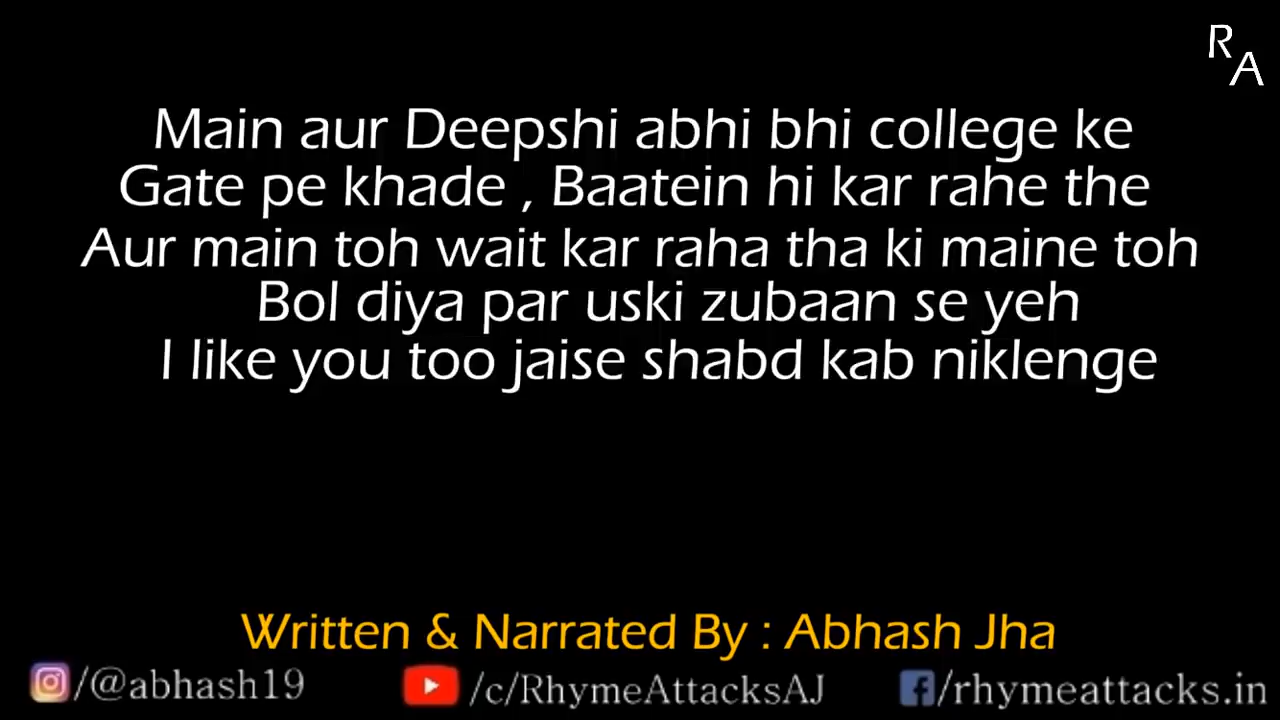 R
A
Main aur Deepshi abhi bhi college ke
Gate pe khade , Baatein hi kar rahe the
Aur main toh wait kar raha tha ki maine toh
Bol diya par uski zubaan se yeh
I like you too jaise shabd kab niklenge
Written & Narrated By : Abhash Jha
/@abhash19 /c/RhymeAttacksAJ /rhymeattacks.in